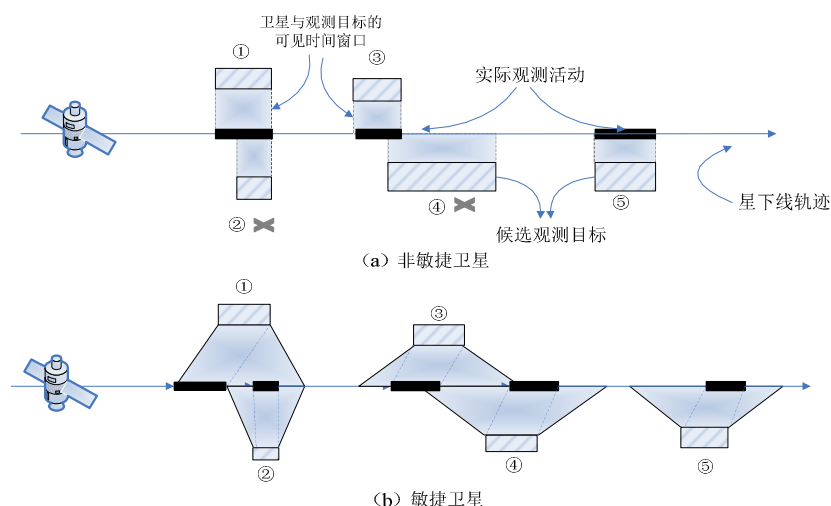 卫星与观测目标的
可见时间窗口
①
③
实际观测活动
②
④
⑤
星下线轨迹
候选观测目标
（a）非敏捷卫星
①
③
②
④
⑤
（b）敏捷卫星